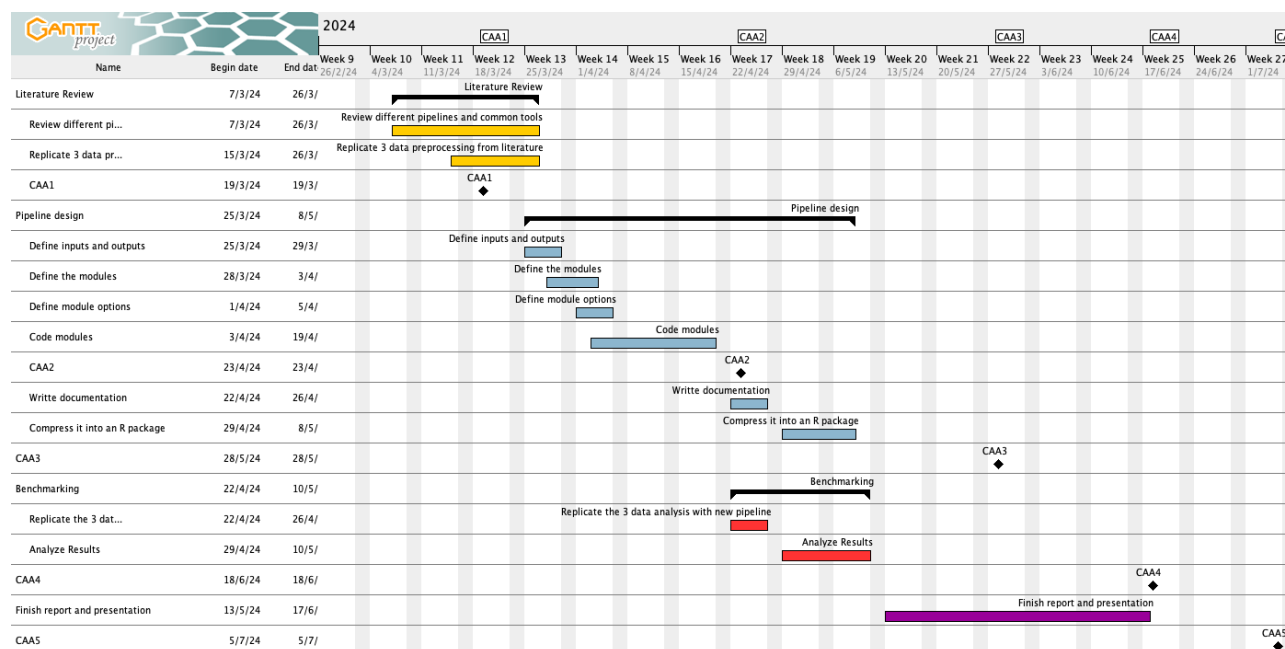 GANTT
project
2024
CAA1 CAA2 CAA3 CAA4 CA
Name Begin date End dat
Week 9 Week 10 Week 11 Week 12 Week 13 Week 14 Week 15 Week 16 Week 17 Week 18 Week 19 Week 20 Week 21 Week 22 Week 23 Week 24 Week 25 Week 26 Week 27
26/2/24 4/3/24 11/3/24 18/3/24 25/3/24 1/4/24 8/4/24 15/4/24 22/4/24 29/4/24 6/5/24 13/5/24 20/5/24 27/5/24 3/6/24 10/6/24 17/6/24 24/6/24 1/7/24
Literature Review 7/3/24 26/3/ Literature Review
Review different pi... 7/3/24 26/3/ Review different pipelines and common tools
Replicate 3 data pr... 15/3/24 26/3/ Replicate 3 data preprocessing from literature
CAA1 19/3/24 19/3/ CAA1
Pipeline design 25/3/24 8/5/ Pipeline design
Define inputs and outputs 25/3/24 29/3/ Define inputs and outputs
Define the modules 28/3/24 3/4/ Define the modules
Define module options 1/4/24 5/4/ Define module options
Code modules 3/4/24 19/4/ Code modules
CAA2 23/4/24 23/4/ CAA2
Writte documentation 22/4/24 26/4/ Writte documentation
Compress it into an R package 29/4/24 8/5/ Compress it into an R package
CAA3 28/5/24 28/5/ CAA3
Benchmarking 22/4/24 10/5/ Benchmarking
Replicate the 3 dat... 22/4/24 26/4/ Replicate the 3 data analysis with new pipeline
Analyze Results 29/4/24 10/5/ Analyze Results
CAA4 18/6/24 18/6/ CAA4
Finish report and presentation 13/5/24 17/6/ Finish report and presentation
CAA5 5/7/24 5/7/ CAA5